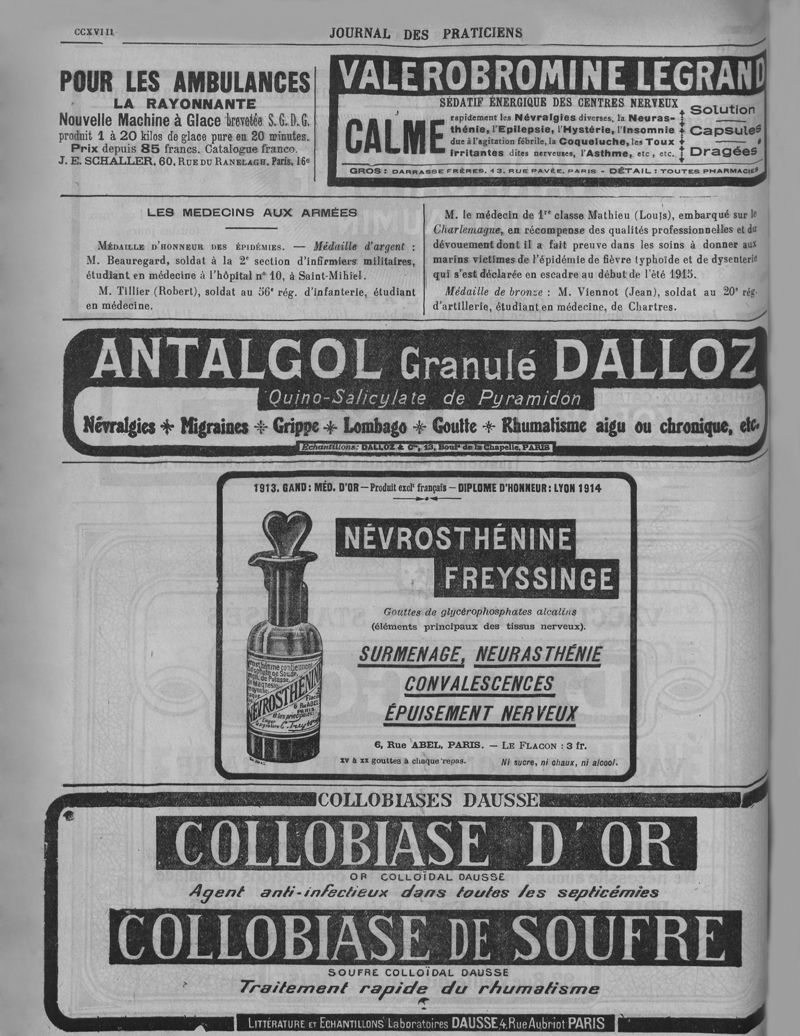 CCXVIII
JOURNAL DES PRATICIENS
POUR LES AMBULANCES
LA RAYONNANTE
Nouvelle Machine à Glace brevetée S.G.D.G.
produit 1 à 20 kilos de glace pure en 20 minutes.
Prix depuis 85 francs. Catalogue franco.
J. E. SCHALLER, 60, RUE DU RANELAGH, Paris, 16e
VALEROBROMINE LEGRAND
SÉDATIF ÉNERGIQUE DES CENTRES NERVEUX
CALME
rapidement les Névralgies diverses, la Neuras-
thénie, l'Epilepsie, l'Hystérie, l'Insomnie
due à l'agitation fébrile, la Coqueluche, les Toux
irritantes dites nerveuses, l'Asthme, etc., etc.
Solution
Capsules
Dragées
GROS: DARRASSE FRÈRES, 13, RUE PAVÉE, PARIS - DÉTAIL: TOUTES PHARMACIES
LES MEDECINS AUX ARMÉES
MÉDAILLE D'HONNEUR DES ÉPIDÉMIES. — Médaille d'argent :
M. Beauregard, soldat à la 2e section d'infirmiers militaires,
étudiant en médecine à l'hôpital no 10, à Saint-Mihiel.
M. Tillier (Robert), soldat au 56e rég. d'infanterie, étudiant
en médecine.
M. le médecin de 1re classe Mathieu (Louis), embarqué sur le
Charlemagne, en récompense des qualités professionnelles et du
dévouement dont il a fait preuve dans les soins à donner aux
marins victimes de l'épidémie de fièvre typhoïde et de dysenterie
qui s'est déclarée en escadre au début de l'été 1915.
Médaille de bronze : M. Viennot (Jean), soldat au 20e rég.
d'artillerie, étudiant en médecine, de Chartres.
ANTALGOL Granulé DALLOZ
Quino-Salicylate de Pyramidon
Névralgies ✣ Migraines ✣ Grippe ✣ Lombago ✣ Goutte ✣ Rhumatisme aigu ou chronique, etc.
Échantillons: DALLOZ & Cie, 13, Bould de la Chapelle, PARIS
1913. GAND: MÉD. D'OR — Produit exclt français — DIPLOME D'HONNEUR: LYON 1914
NÉVROSTHÉNINE
FREYSSINGE
Gouttes de glycérophosphates alcalins
(éléments principaux des tissus nerveux).
SURMENAGE, NEURASTHÉNIE
CONVALESCENCES
ÉPUISEMENT NERVEUX
6, Rue ABEL, PARIS. — LE FLACON : 3 fr.
XV à XX gouttes à chaque repas.
Ni sucre, ni chaux, ni alcool.
NÉVROSTHÉNINE
COLLOBIASES DAUSSE
COLLOBIASE D'OR
OR COLLOÏDAL DAUSSE
Agent anti-infectieux dans toutes les septicémies
COLLOBIASE DE SOUFRE
SOUFRE COLLOÏDAL DAUSSE
Traitement rapide du rhumatisme
LITTÉRATURE ET ECHANTILLONS Laboratoires DAUSSE, 4, Rue Aubriot PARIS